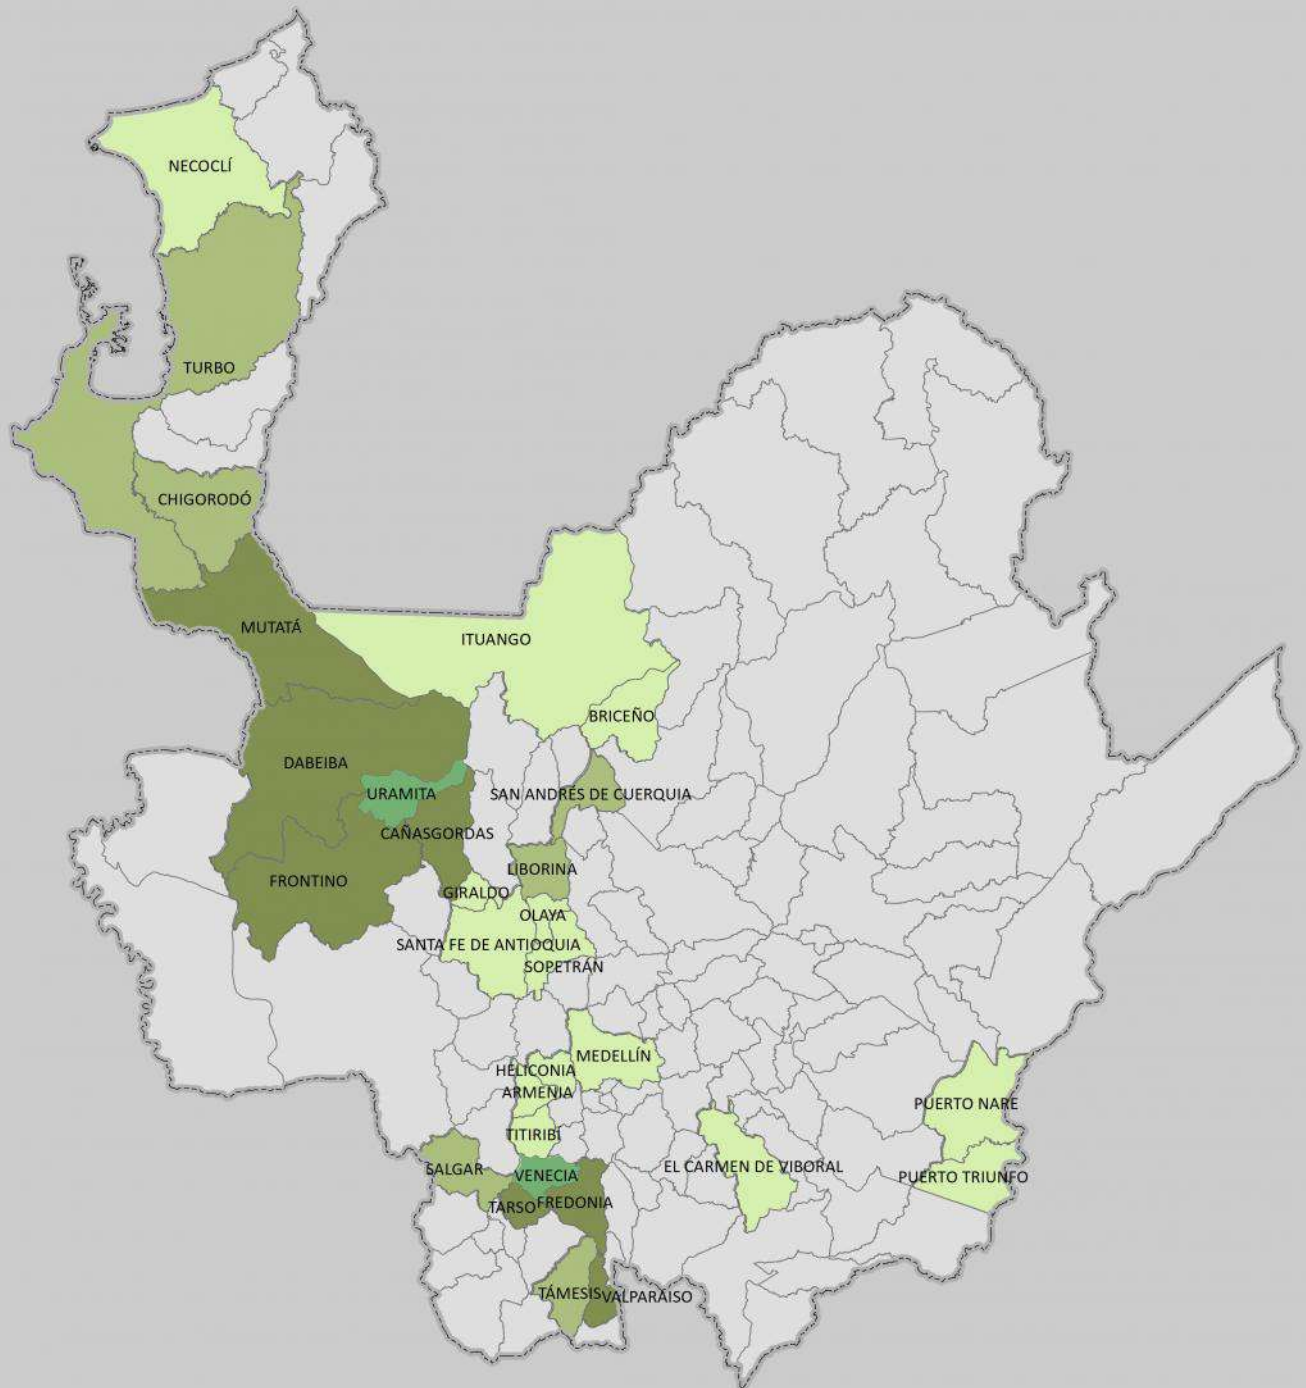 NECOCLÍ
TURBO
CHIGORODÓ
MUTATÁ
ITUANGO
BRICEÑO
DABEIBA
URAMITA
SAN ANDRÉS DE CUERQUIA
CAÑASGORDAS
LIBORINA
FRONTINO
GIRALDO
OLAYA
SANTA FE DE ANTIOQUIA
SOPETRÁN
MEDELLÍN
HELICONIA
ARMENIA
PUERTO NARE
TITIRIBÍ
SALGAR
VENECIA
EL CARMEN DE VIBORAL
PUERTO TRIUNFO
TARSO
FREDONIA
TÁMESIS
VALPARAÍSO